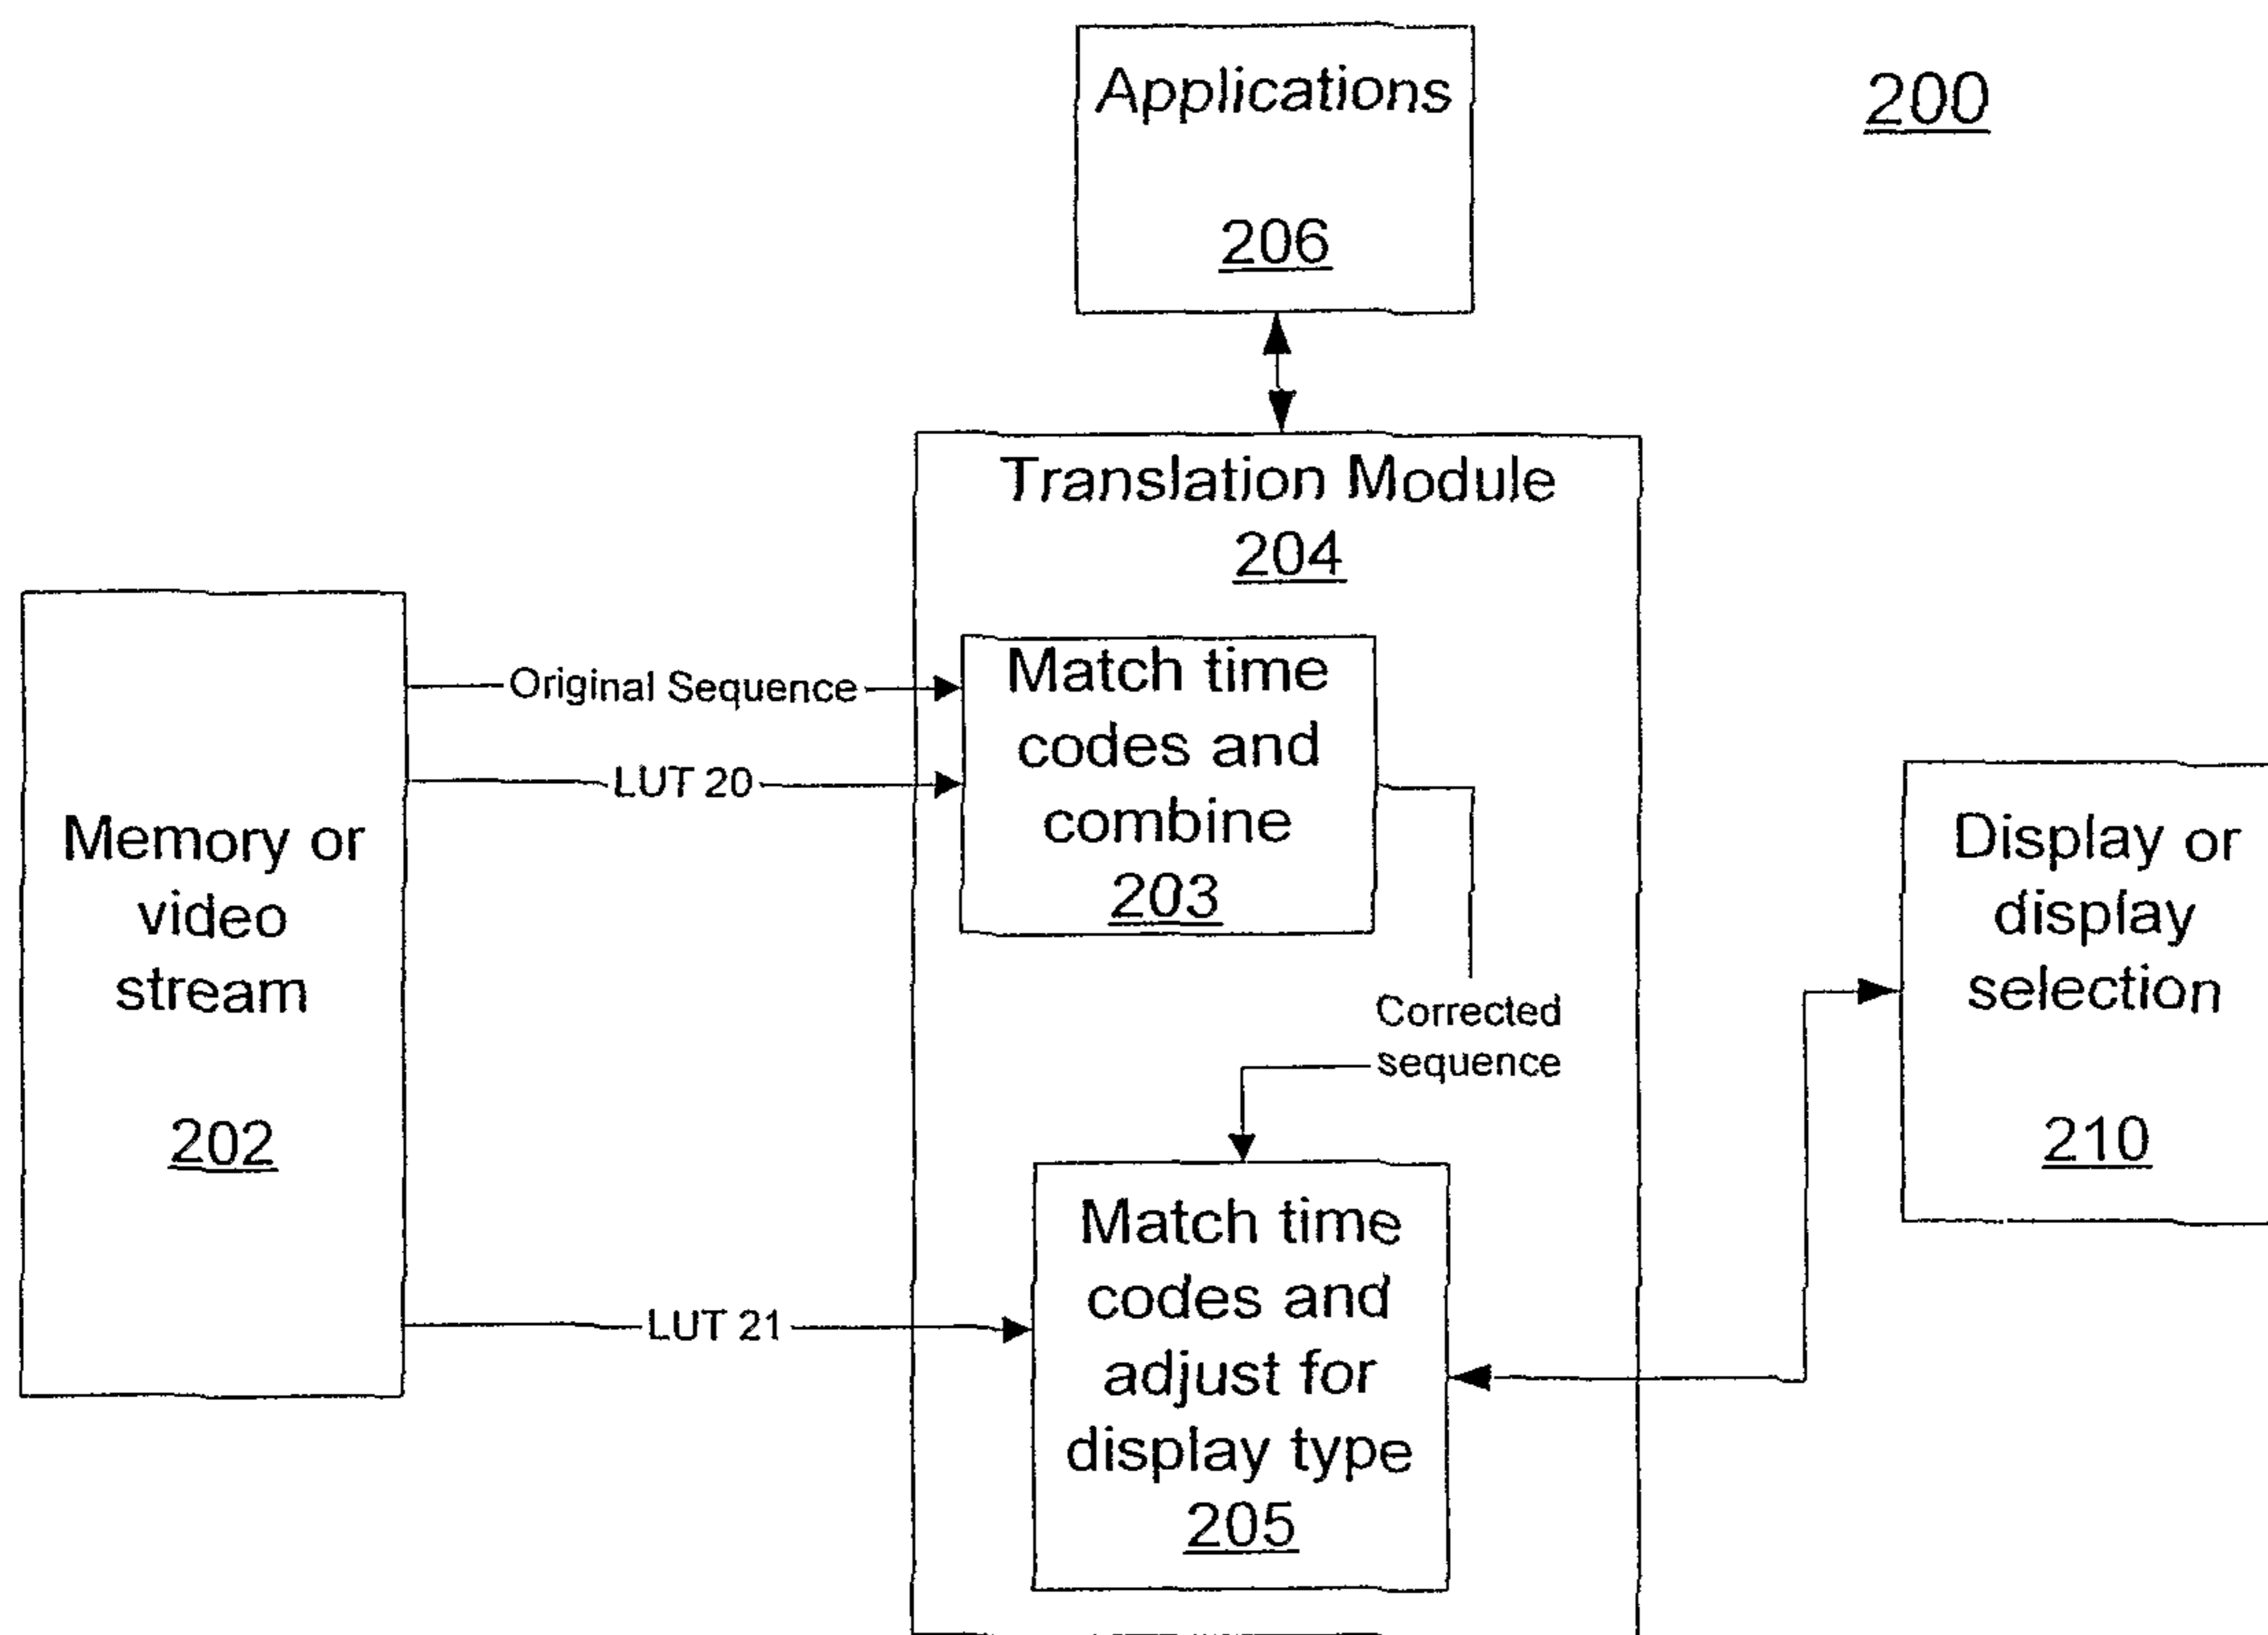 Applications
206
200
Translation Module
204
Original Sequence
LUT 20
Match time
codes and
combine
203
Memory or
video
stream
202
Corrected
sequence
Display or
display
selection
210
LUT 21
Match time
codes and
adjust for
display type
205